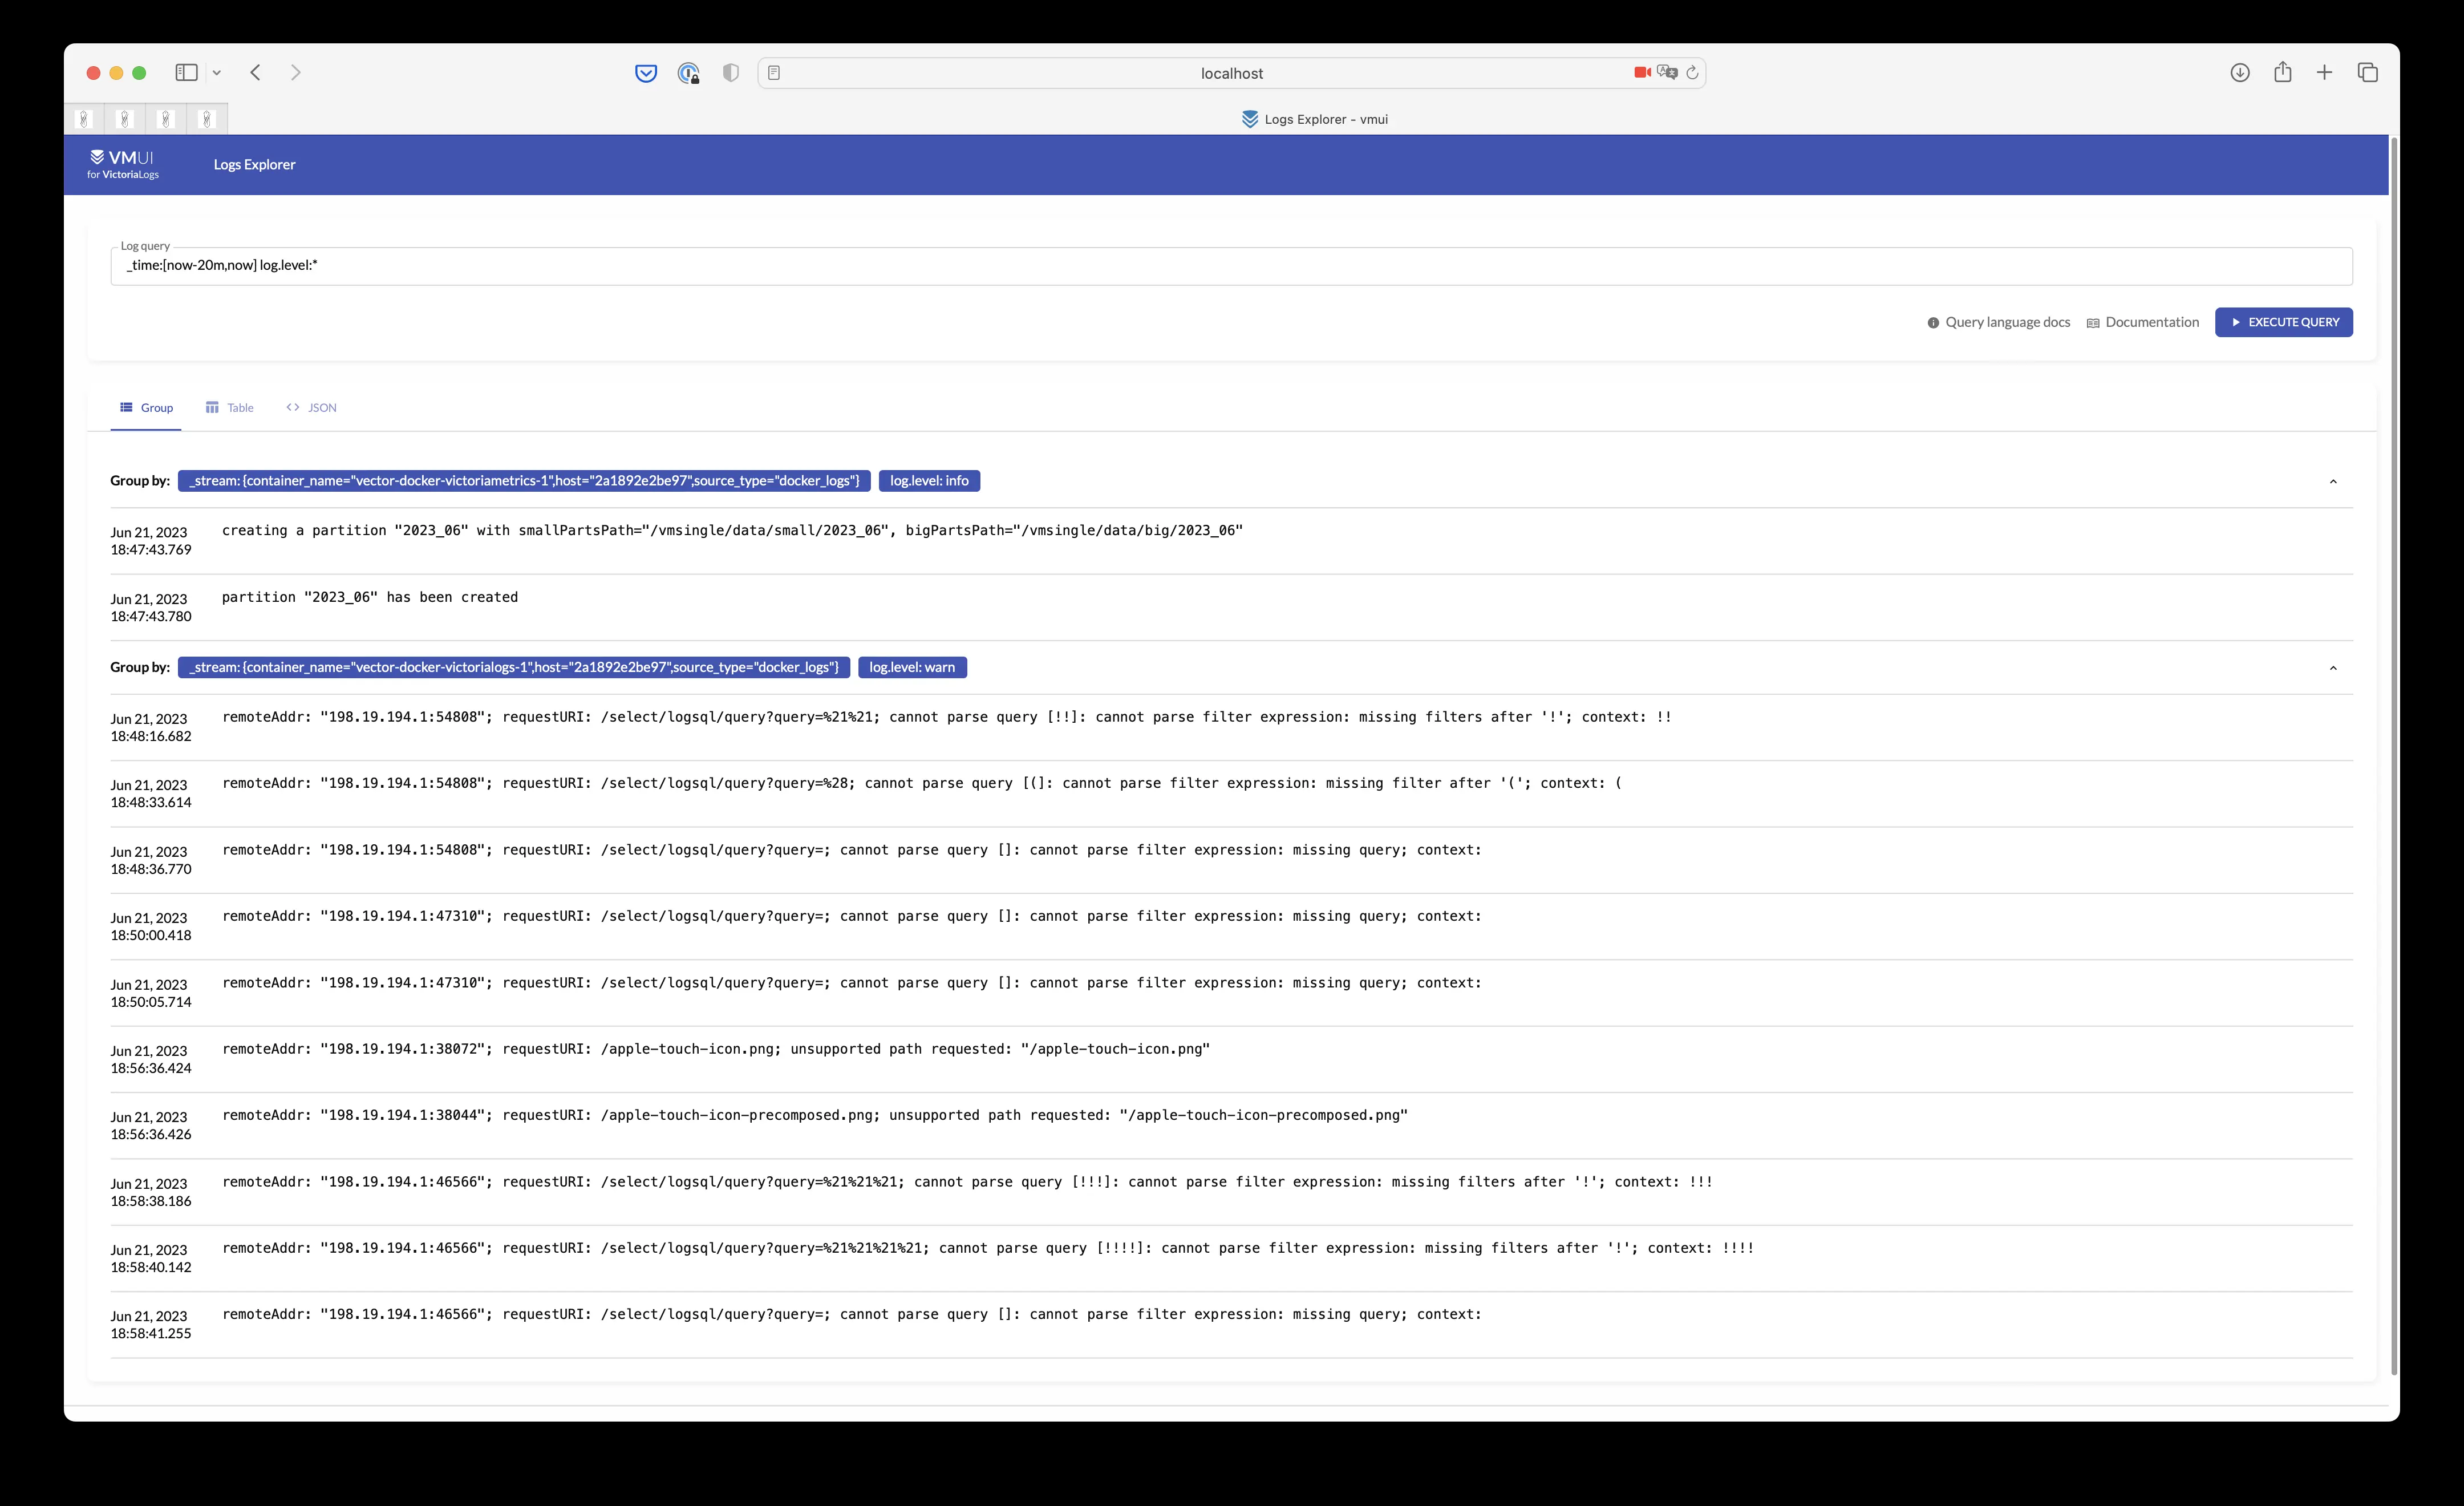 localhost
Logs Explorer - vmui
VMUI
for VictoriaLogs
Logs Explorer
Log query
_time:[now-20m,now] log.level:*
Query language docs
Documentation
EXECUTE QUERY
Group
Table
JSON
Group by: _stream: {container_name="vector-docker-victoriametrics-1",host="2a1892e2be97",source_type="docker_logs"} log.level: info
Jun 21, 2023
18:47:43.769
creating a partition "2023_06" with smallPartsPath="/vmsingle/data/small/2023_06", bigPartsPath="/vmsingle/data/big/2023_06"
Jun 21, 2023
18:47:43.780
partition "2023_06" has been created
Group by: _stream: {container_name="vector-docker-victorialogs-1",host="2a1892e2be97",source_type="docker_logs"} log.level: warn
Jun 21, 2023
18:48:16.682
remoteAddr: "198.19.194.1:54808"; requestURI: /select/logsql/query?query=%21%21; cannot parse query [!!]: cannot parse filter expression: missing filters after '!'; context: !!
Jun 21, 2023
18:48:33.614
remoteAddr: "198.19.194.1:54808"; requestURI: /select/logsql/query?query=%28; cannot parse query [(]: cannot parse filter expression: missing filter after '('; context: (
Jun 21, 2023
18:48:36.770
remoteAddr: "198.19.194.1:54808"; requestURI: /select/logsql/query?query=; cannot parse query []: cannot parse filter expression: missing query; context:
Jun 21, 2023
18:50:00.418
remoteAddr: "198.19.194.1:47310"; requestURI: /select/logsql/query?query=; cannot parse query []: cannot parse filter expression: missing query; context:
Jun 21, 2023
18:50:05.714
remoteAddr: "198.19.194.1:47310"; requestURI: /select/logsql/query?query=; cannot parse query []: cannot parse filter expression: missing query; context:
Jun 21, 2023
18:56:36.424
remoteAddr: "198.19.194.1:38072"; requestURI: /apple-touch-icon.png; unsupported path requested: "/apple-touch-icon.png"
Jun 21, 2023
18:56:36.426
remoteAddr: "198.19.194.1:38044"; requestURI: /apple-touch-icon-precomposed.png; unsupported path requested: "/apple-touch-icon-precomposed.png"
Jun 21, 2023
18:58:38.186
remoteAddr: "198.19.194.1:46566"; requestURI: /select/logsql/query?query=%21%21%21; cannot parse query [!!!]: cannot parse filter expression: missing filters after '!'; context: !!!
Jun 21, 2023
18:58:40.142
remoteAddr: "198.19.194.1:46566"; requestURI: /select/logsql/query?query=%21%21%21%21; cannot parse query [!!!!]: cannot parse filter expression: missing filters after '!'; context: !!!!
Jun 21, 2023
18:58:41.255
remoteAddr: "198.19.194.1:46566"; requestURI: /select/logsql/query?query=; cannot parse query []: cannot parse filter expression: missing query; context: